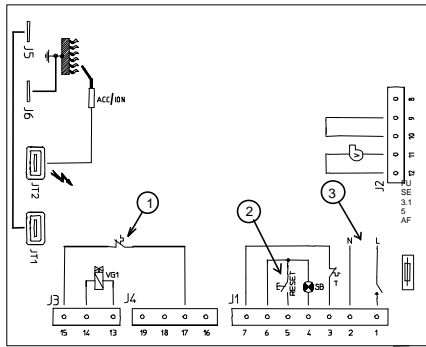 J5
J6
ACC/ION
JT2
JT1
1
2
3
V
8
9
10
11
12
J2
FU
SE
3.1
5
AF
N
L
VG1
E
RESET
SB
T
J3
J4
J1
15
14
13
19
18
17
16
7
6
5
4
3
2
1